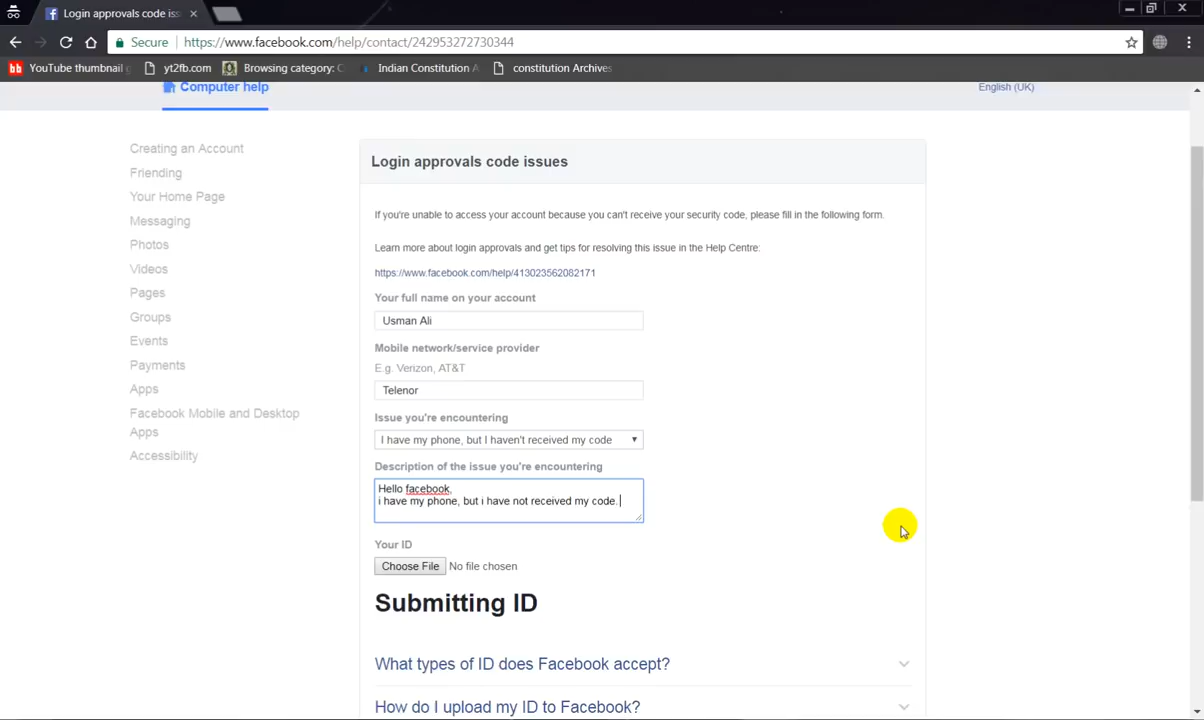 Login approvals code iss
Secure
https://www.facebook.com/help/contact/242953272730344
YouTube thumbnail
yt2fb.com
Browsing category:
Indian Constitution A
constitution Archives
Computer help
English (UK)
Creating an Account
Friending
Your Home Page
Messaging
Photos
Videos
Pages
Groups
Events
Payments
Apps
Facebook Mobile and Desktop
Apps
Accessibility
Login approvals code issues
If you're unable to access your account because you can't receive your security code, please fill in the following form.
Learn more about login approvals and get tips for resolving this issue in the Help Centre:
https://www.facebook.com/help/413023562082171
Your full name on your account
Usman Ali
Mobile network/service provider
E.g. Verizon, AT&T
Telenor
Issue you're encountering
I have my phone, but I haven't received my code
Description of the issue you're encountering
Hello facebook,
i have my phone, but i have not received my code.
Your ID
Choose File No file chosen
Submitting ID
What types of ID does Facebook accept?
How do I upload my ID to Facebook?